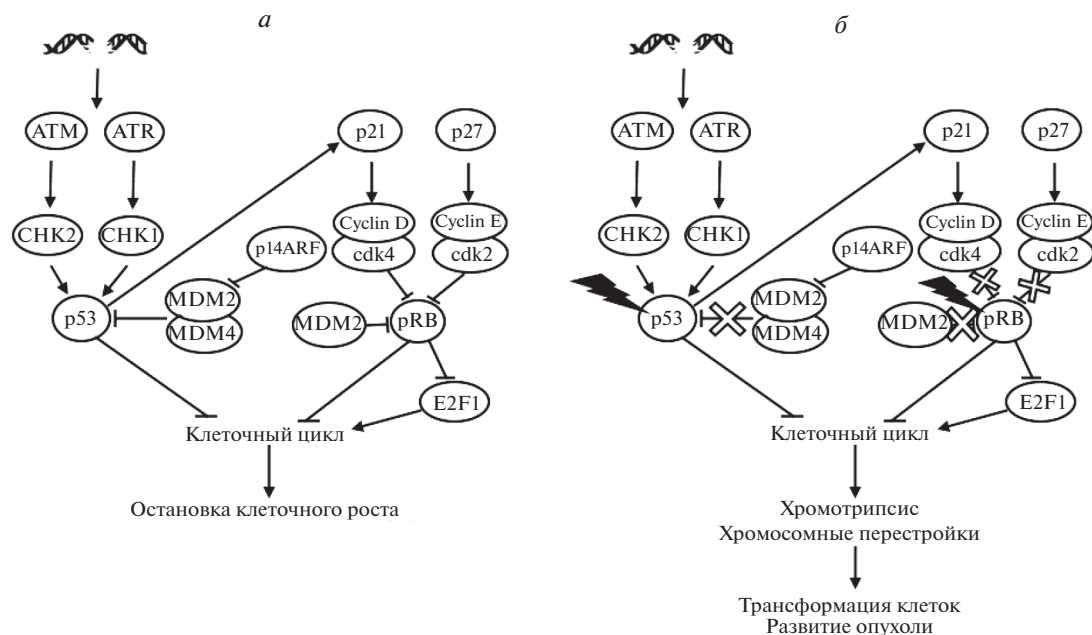 а
ATM
ATR
p21
p27
CHK2
CHK1
Cyclin D
cdk4
Cyclin E
cdk2
p14ARF
p53
MDM2
MDM4
MDM2
pRB
E2F1
Клеточный цикл
Остановка клеточного роста
б
ATM
ATR
p21
p27
CHK2
CHK1
Cyclin D
cdk4
Cyclin E
cdk2
p14ARF
p53
MDM2
MDM4
MDM2
pRB
E2F1
Клеточный цикл
Хромотрипсис
Хромосомные перестройки
Трансформация клеток
Развитие опухоли